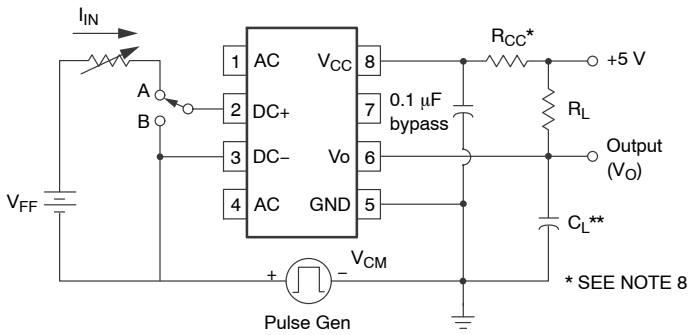 I_IN
R_CC*
+5 V
1 AC
V_CC 8
A
0.1 μF
bypass
2 DC+
7
R_L
B
3 DC−
Vo 6
Output
(V_O)
V_FF
4 AC
GND 5
C_L**
+
−
V_CM
* SEE NOTE 8
Pulse Gen